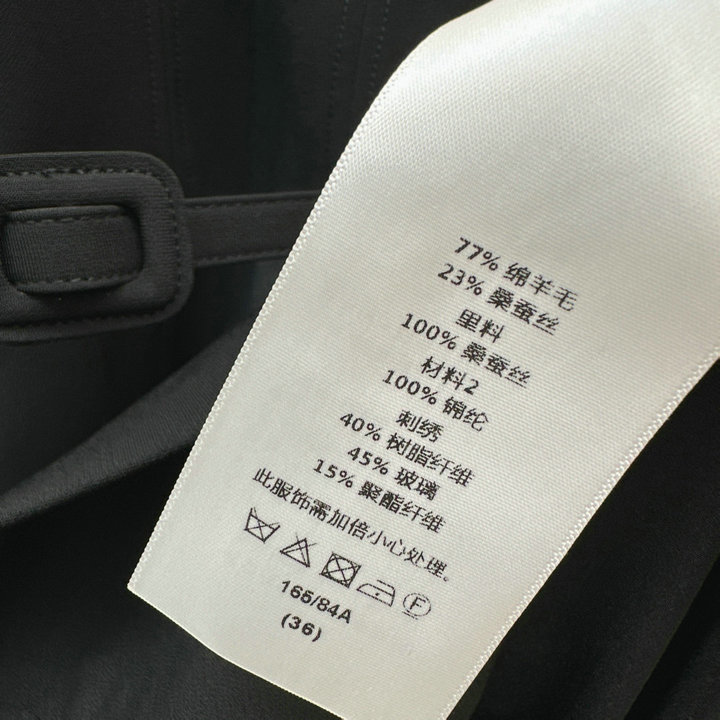 77% 绵羊毛
23% 桑蚕丝
里料
100% 桑蚕丝
材料2
100% 锦纶
刺绣
40% 树脂纤维
45% 玻璃
15% 聚酯纤维
此服饰需加倍小心处理。
F
165/84A
(36)